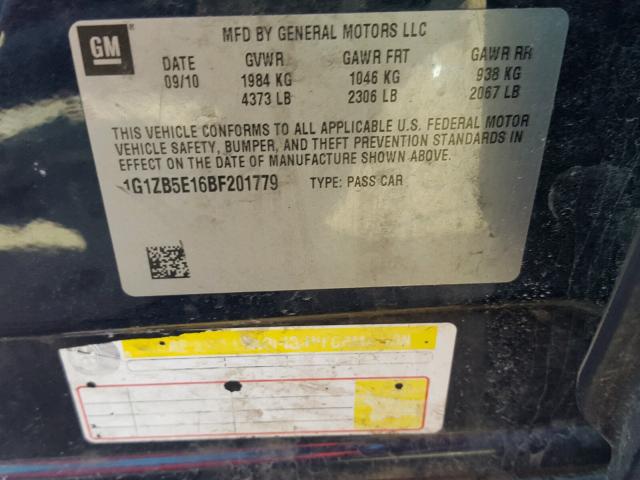 GM
MFD BY GENERAL MOTORS LLC
DATE GVWR GAWR FRT GAWR RR
09/10 1984 KG 1046 KG 938 KG
4373 LB 2306 LB 2067 LB
THIS VEHICLE CONFORMS TO ALL APPLICABLE U.S. FEDERAL MOTOR
VEHICLE SAFETY, BUMPER, AND THEFT PREVENTION STANDARDS IN
EFFECT ON THE DATE OF MANUFACTURE SHOWN ABOVE.
1G1ZB5E16BF201779 TYPE: PASS CAR